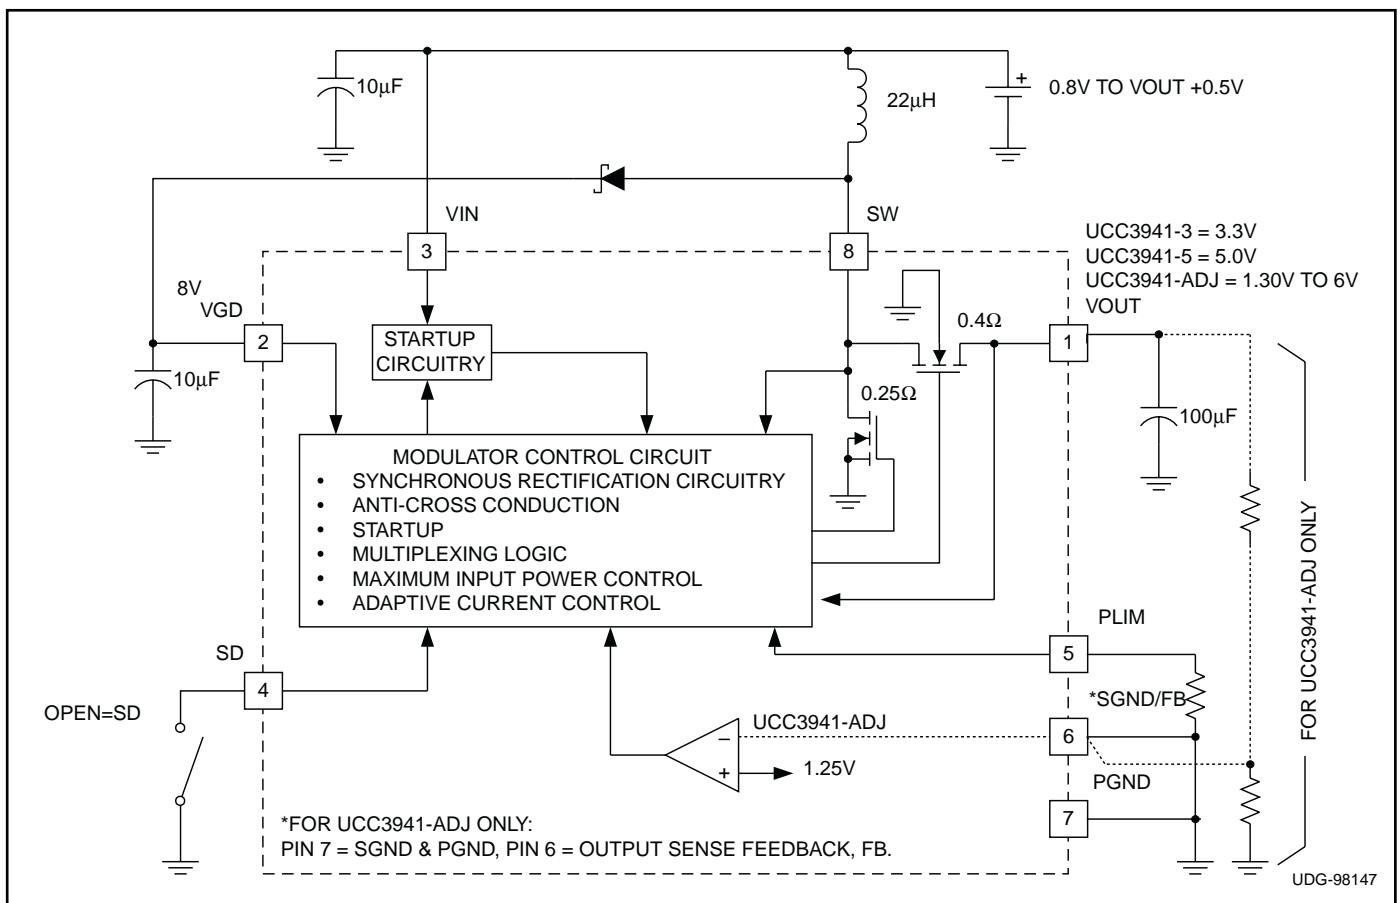 10µF
22µH
+
0.8V TO VOUT +0.5V
VIN
SW
3
8
UCC3941-3 = 3.3V
UCC3941-5 = 5.0V
UCC3941-ADJ = 1.30V TO 6V
VOUT
8V
VGD
2
STARTUP
CIRCUITRY
0.4Ω
1
10µF
0.25Ω
100µF
MODULATOR CONTROL CIRCUIT
• SYNCHRONOUS RECTIFICATION CIRCUITRY
• ANTI-CROSS CONDUCTION
• STARTUP
• MULTIPLEXING LOGIC
• MAXIMUM INPUT POWER CONTROL
• ADAPTIVE CURRENT CONTROL
FOR UCC3941-ADJ ONLY
PLIM
5
SD
4
OPEN=SD
*SGND/FB
UCC3941-ADJ
6
–
+
1.25V
PGND
7
*FOR UCC3941-ADJ ONLY:
PIN 7 = SGND & PGND, PIN 6 = OUTPUT SENSE FEEDBACK, FB.
UDG-98147